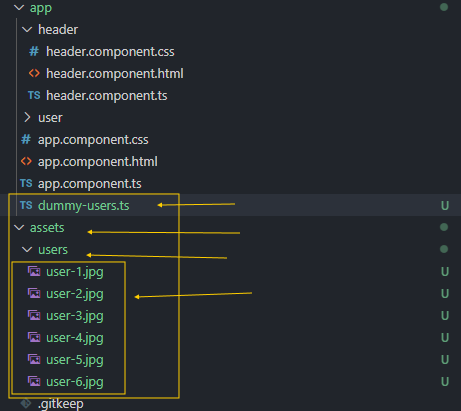 app
header
header.component.css
header.component.html
TS header.component.ts
user
app.component.css
app.component.html
TS app.component.ts
TS dummy-users.ts U
assets
users
user-1.jpg U
user-2.jpg U
user-3.jpg U
user-4.jpg U
user-5.jpg U
user-6.jpg U
.gitkeep